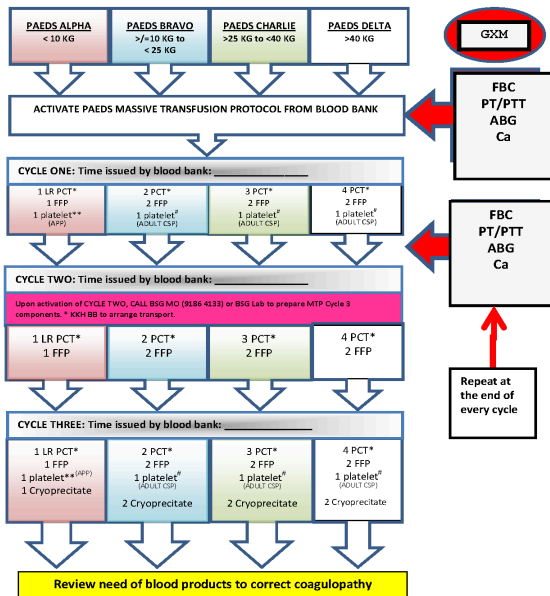 PAEDS ALPHA
< 10 KG
PAEDS BRAVO
>/=10 KG to
< 25 KG
PAEDS CHARLIE
>25 KG to <40 KG
PAEDS DELTA
>40 KG
GXM
FBC
PT/PTT
ABG
Ca
ACTIVATE PAEDS MASSIVE TRANSFUSION PROTOCOL FROM BLOOD BANK
CYCLE ONE: Time issued by blood bank: _______________
1 LR PCT*
1 FFP
1 platelet**
(APP)
2 PCT*
2 FFP
1 platelet#
(ADULT CSP)
3 PCT*
2 FFP
1 platelet#
(ADULT CSP)
4 PCT*
2 FFP
1 platelet#
(ADULT CSP)
FBC
PT/PTT
ABG
Ca
CYCLE TWO: Time issued by blood bank: _______________
Upon activation of CYCLE TWO, CALL BSG MO (9186 4133) or BSG Lab to prepare MTP Cycle 3
components. * KKH BB to arrange transport.
1 LR PCT*
1 FFP
2 PCT*
2 FFP
3 PCT*
2 FFP
4 PCT*
2 FFP
Repeat at
the end of
every cycle
CYCLE THREE: Time issued by blood bank: _______________
1 LR PCT*
1 FFP
1 platelet**(APP)
1 Cryoprecitate
2 PCT*
2 FFP
1 platelet#
(ADULT CSP)
2 Cryoprecitate
3 PCT*
2 FFP
1 platelet#
(ADULT CSP)
2 Cryoprecitate
4 PCT*
2 FFP
1 platelet#
(ADULT CSP)
2 Cryoprecitate
Review need of blood products to correct coagulopathy